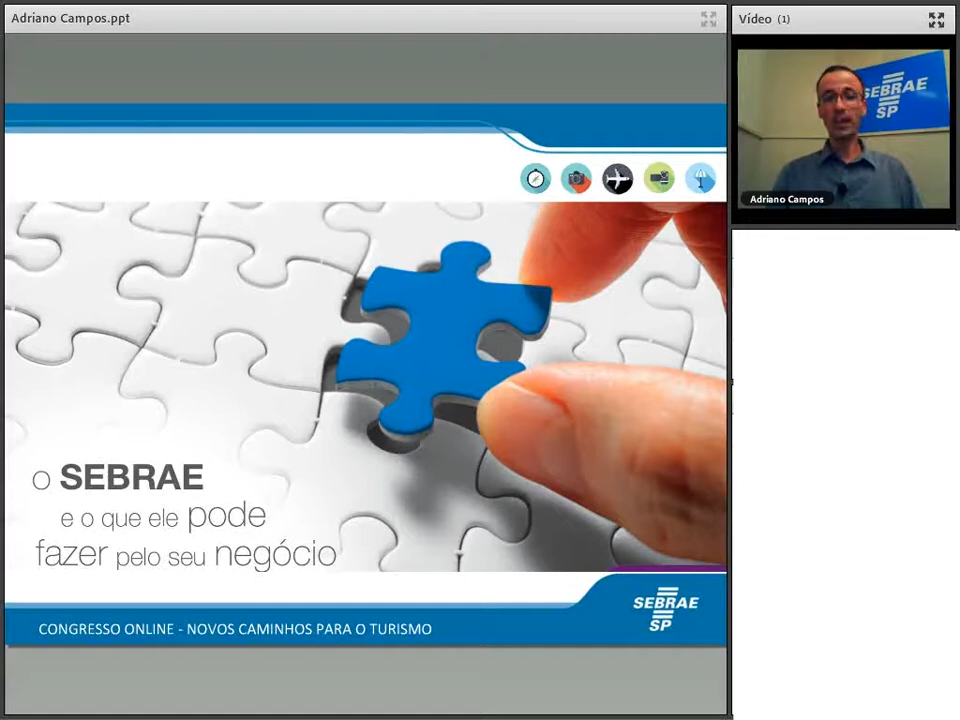 Adriano Campos.ppt
Vídeo (1)
SEBRAE
SP
Adriano Campos
o SEBRAE
e o que ele pode
fazer pelo seu negócio
SEBRAE
SP
CONGRESSO ONLINE - NOVOS CAMINHOS PARA O TURISMO